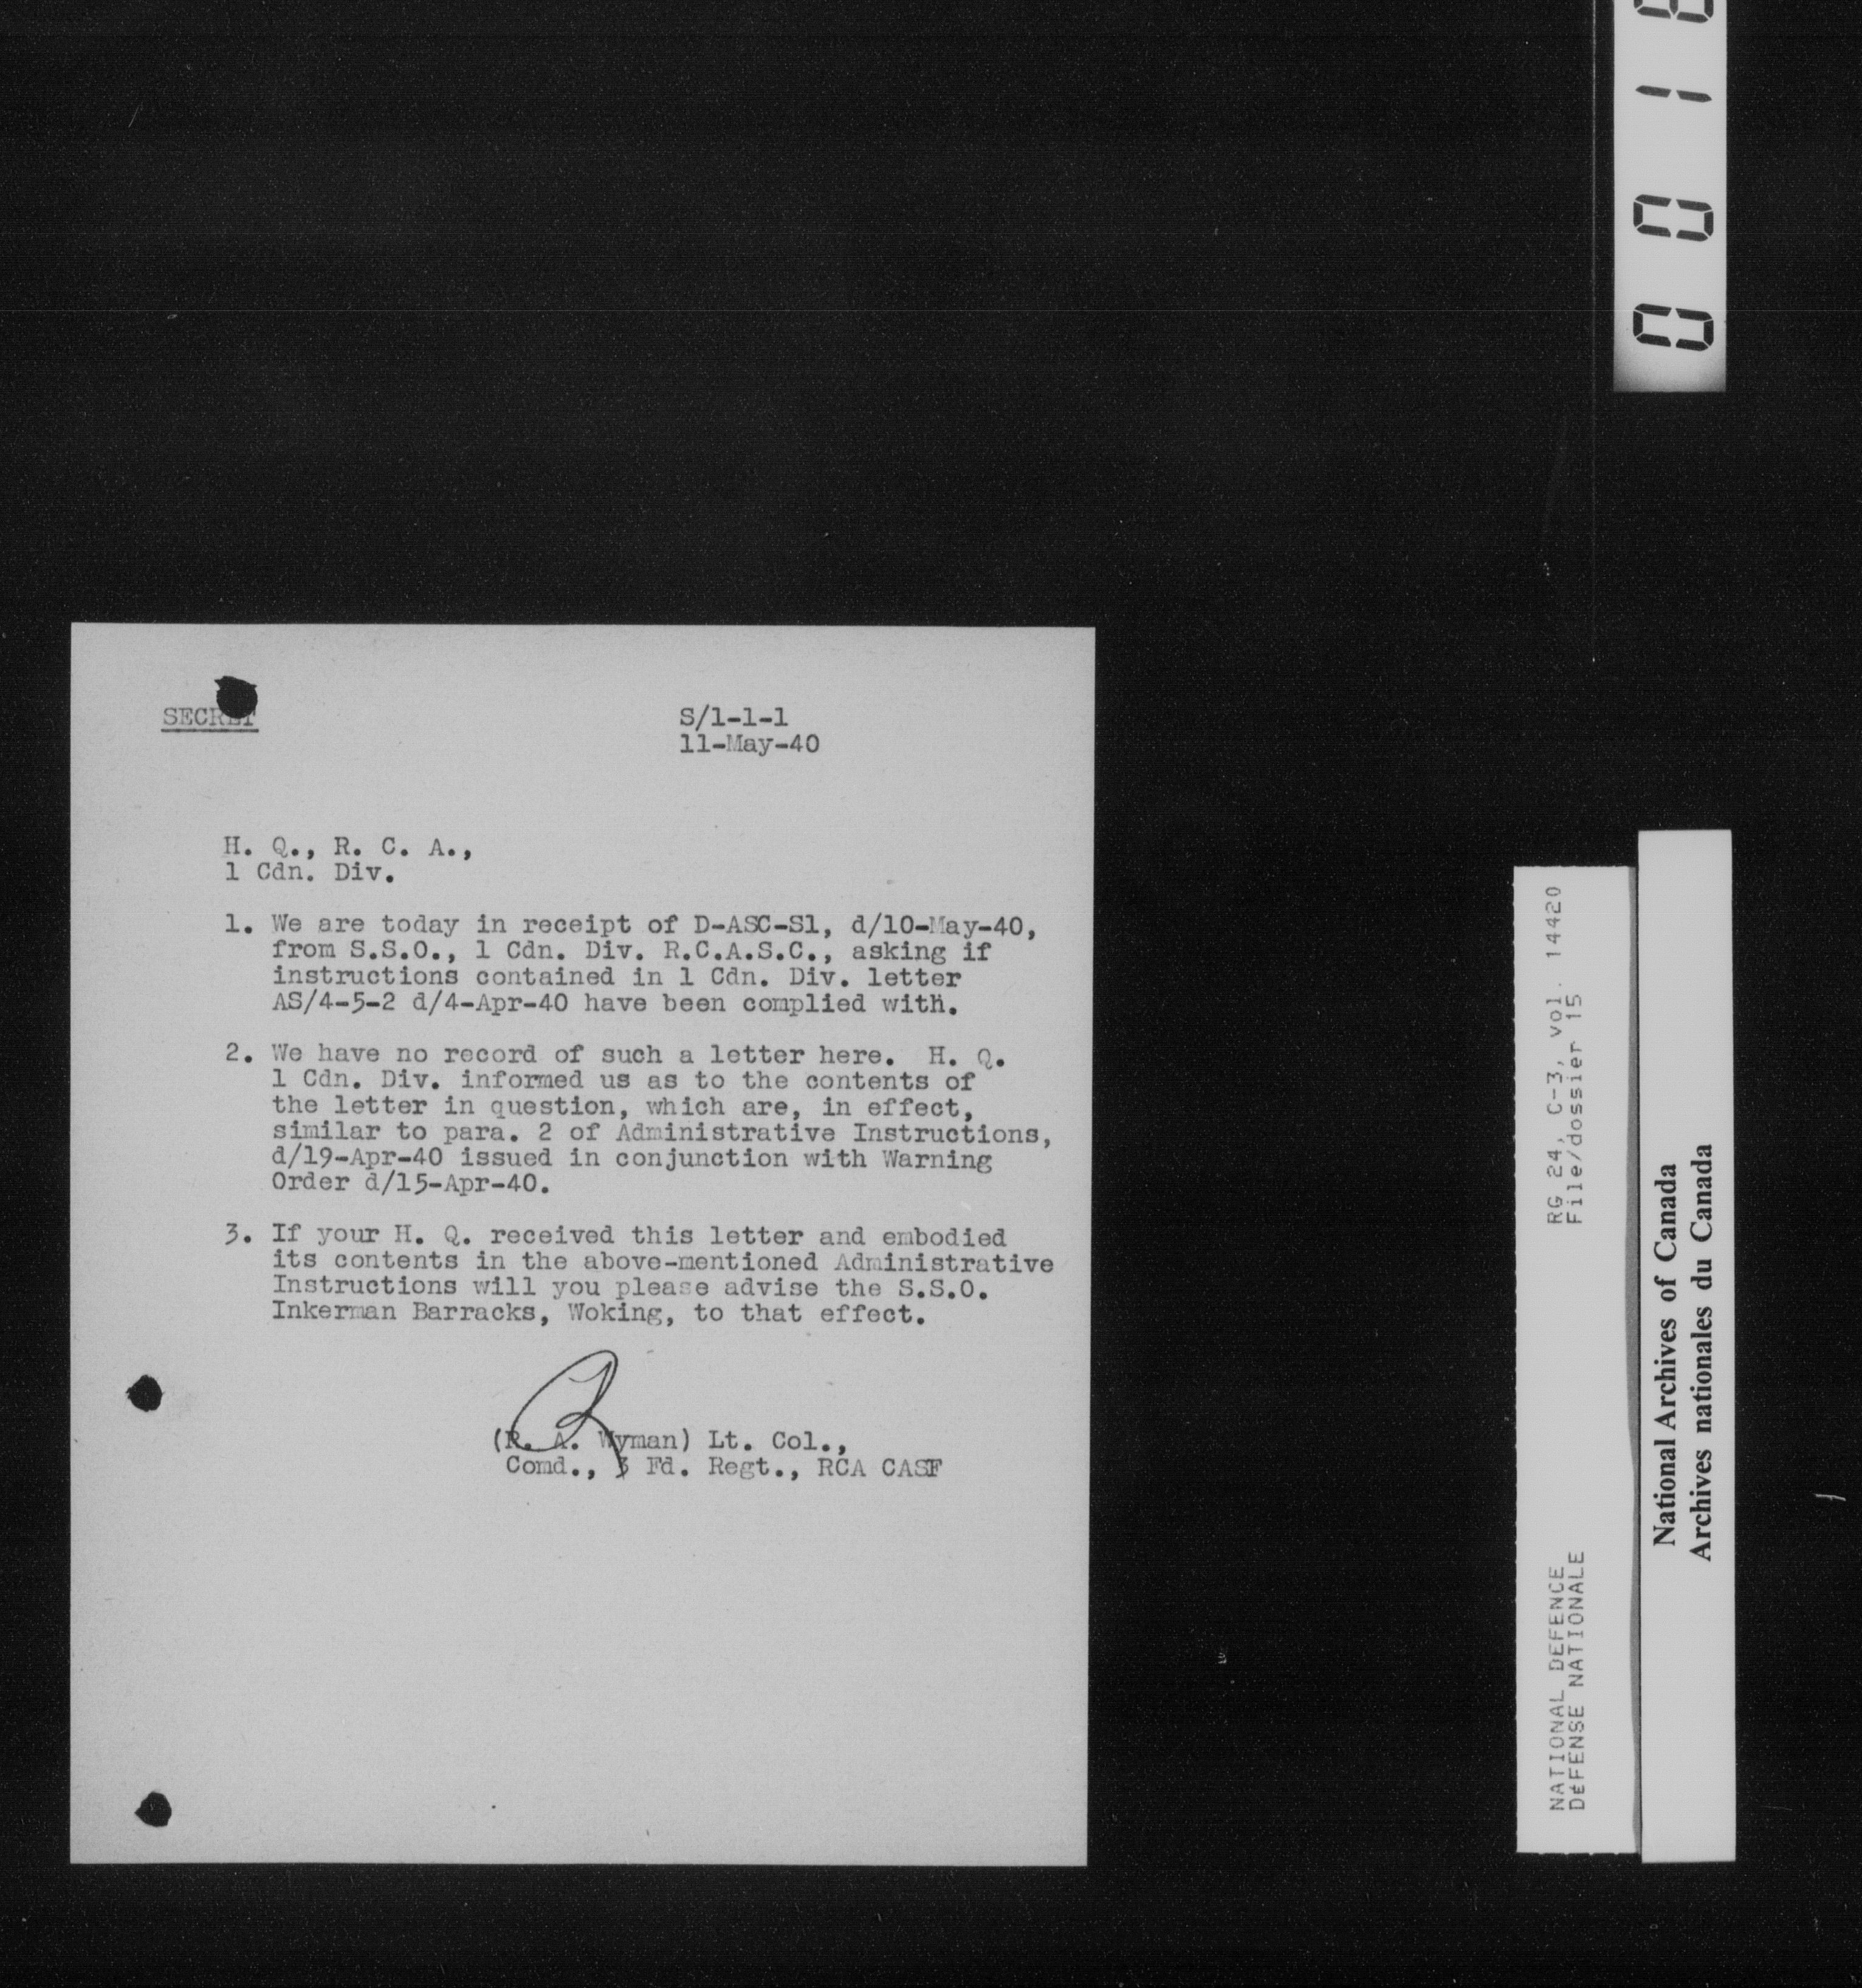 SECRET
S/1-1-1
11-May-40
H. Q., R. C. A.,
1 Cdn. Div.
1. We are today in receipt of D-ASC-S1, d/10-May-40,
from S.S.O., 1 Cdn. Div. R.C.A.S.C., asking if
instructions contained in 1 Cdn. Div. letter
AS/4-5-2 d/4-Apr-40 have been complied with.
2. We have no record of such a letter here. H. Q.
1 Cdn. Div. informed us as to the contents of
the letter in question, which are, in effect,
similar to para. 2 of Administrative Instructions,
d/19-Apr-40 issued in conjunction with Warning
Order d/15-Apr-40.
3. If your H. Q. received this letter and embodied
its contents in the above-mentioned Administrative
Instructions will you please advise the S.S.O.
Inkerman Barracks, Woking, to that effect.
(R. A. Wyman) Lt. Col.,
Comd., 3 Fd. Regt., RCA CASF
NATIONAL DEFENCE RG 24, C-3, vol. 14420
DéFENSE NATIONALE File/dossier 15
National Archives of Canada
Archives nationales du Canada